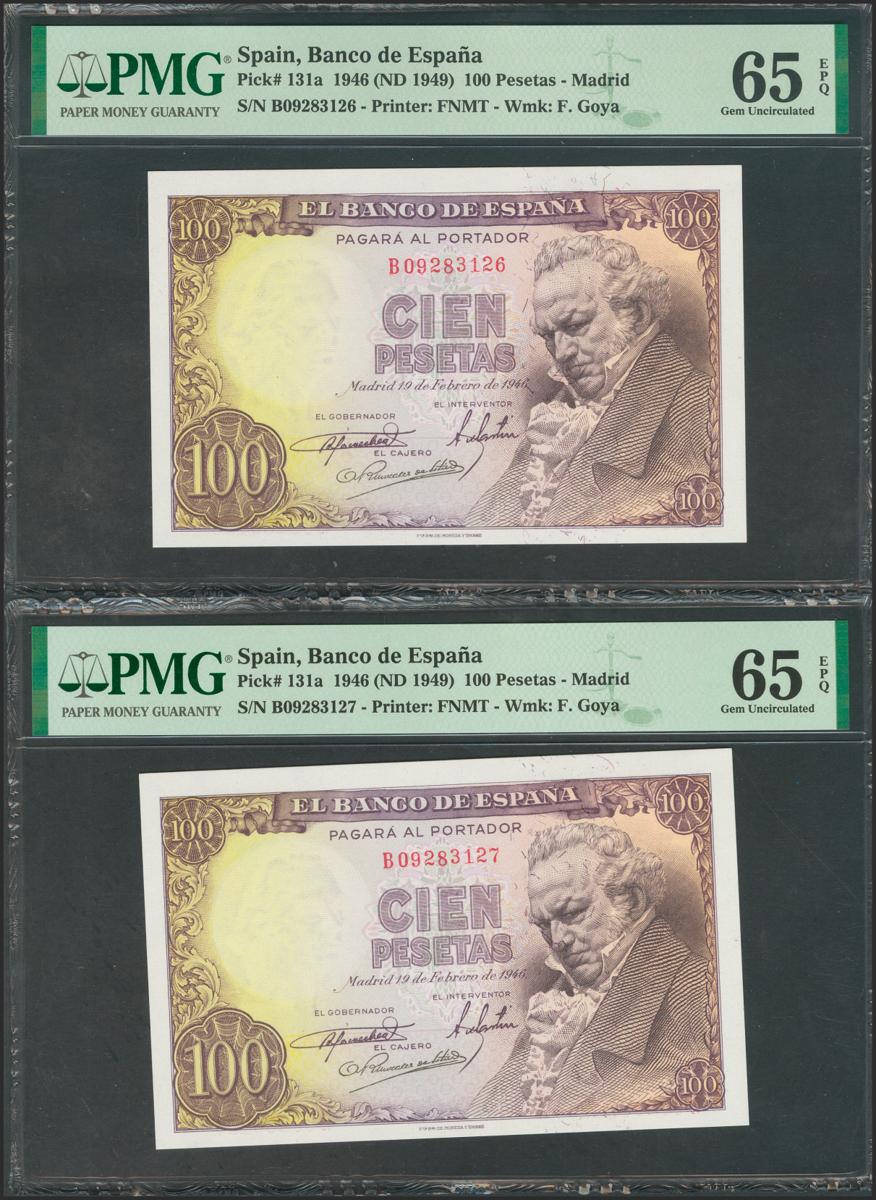 PMG®
PAPER MONEY GUARANTY
Spain, Banco de España
Pick# 131a 1946 (ND 1949) 100 Pesetas - Madrid
S/N B09283126 - Printer: FNMT - Wmk: F. Goya
65 EPQ
Gem Uncirculated
100 EL BANCO DE ESPAÑA 100
PAGARÁ AL PORTADOR
B09283126
CIEN
PESETAS
Madrid 19 de Febrero de 1946
EL INTERVENTOR
EL GOBERNADOR
EL CAJERO
100
100
PMG®
PAPER MONEY GUARANTY
Spain, Banco de España
Pick# 131a 1946 (ND 1949) 100 Pesetas - Madrid
S/N B09283127 - Printer: FNMT - Wmk: F. Goya
65 EPQ
Gem Uncirculated
100 EL BANCO DE ESPAÑA 100
PAGARÁ AL PORTADOR
B09283127
CIEN
PESETAS
Madrid 19 de Febrero de 1946
EL INTERVENTOR
EL GOBERNADOR
EL CAJERO
100
100